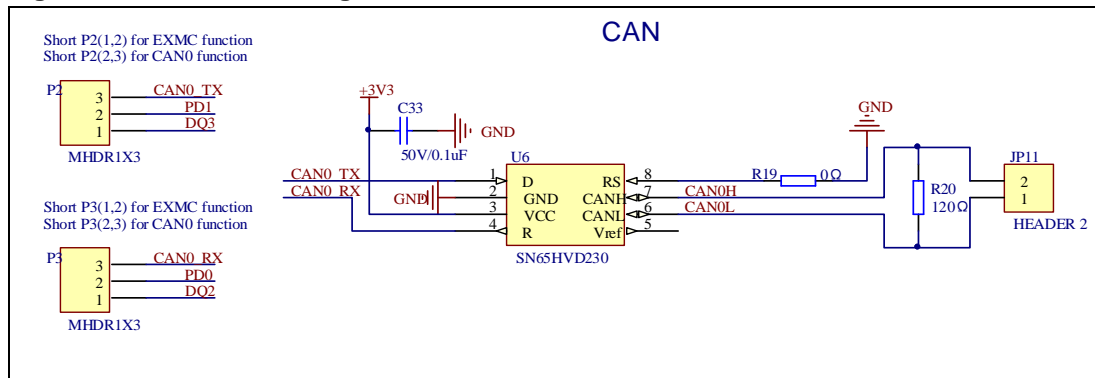 CAN
Short P2(1,2) for EXMC function
Short P2(2,3) for CAN0 function
P2
3 CAN0_TX
2 PD1
1 DQ3
MHDR1X3
Short P3(1,2) for EXMC function
Short P3(2,3) for CAN0 function
P3
3 CAN0_RX
2 PD0
1 DQ2
MHDR1X3
+3V3
C33
GND
50V/0.1uF
U6
CAN0_TX 1 D
GND 2 GND
3 VCC
CAN0_RX 4 R
RS 8
CANH 7 CAN0H
CANL 6 CAN0L
Vref 5
SN65HVD230
R19 0Ω
GND
R20
120Ω
JP11
2
1
HEADER 2